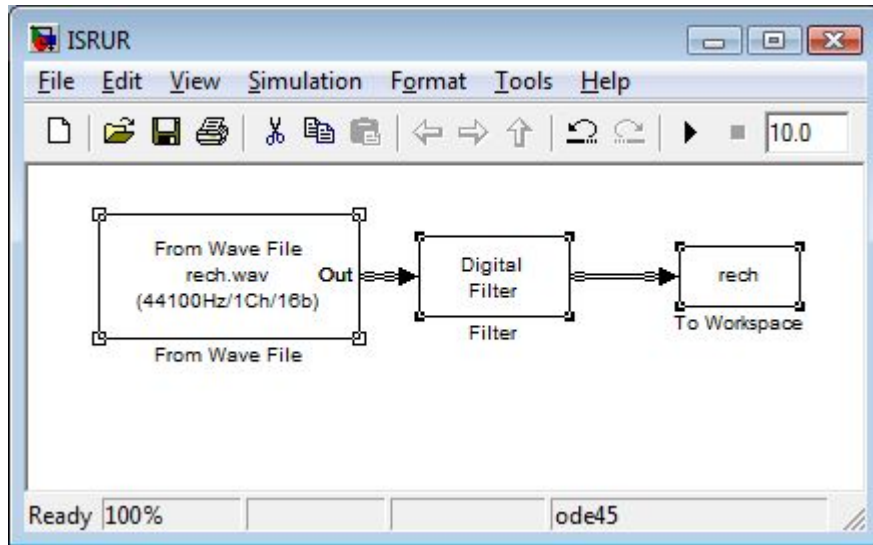 ISRUR
File Edit View Simulation Format Tools Help
10.0
From Wave File
rech.wav
(44100Hz/1Ch/16b)
Out
From Wave File
Digital
Filter
Filter
rech
To Workspace
Ready 100% ode45